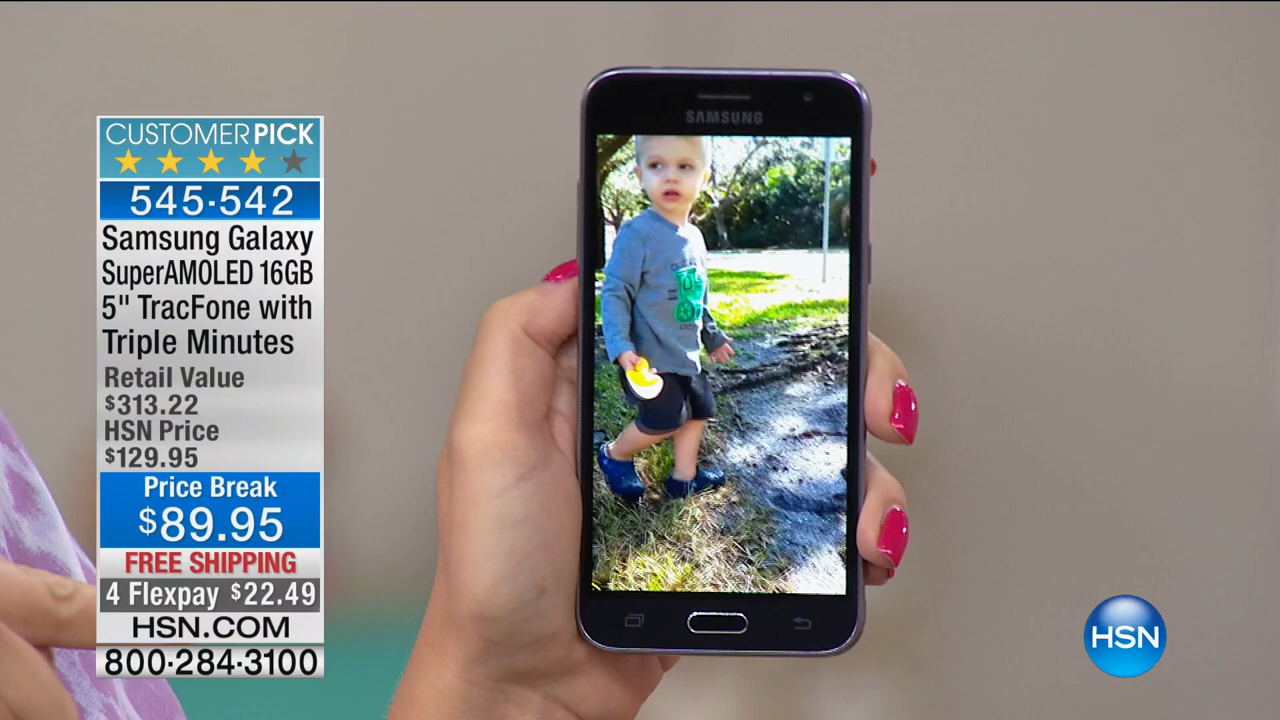 CUSTOMER PICK
545·542
Samsung Galaxy
SuperAMOLED 16GB
5" TracFone with
Triple Minutes
Retail Value
$313.22
HSN Price
$129.95
Price Break
$89.95
FREE SHIPPING
4 Flexpay $22.49
HSN.COM
800·284·3100
SAMSUNG
HSN